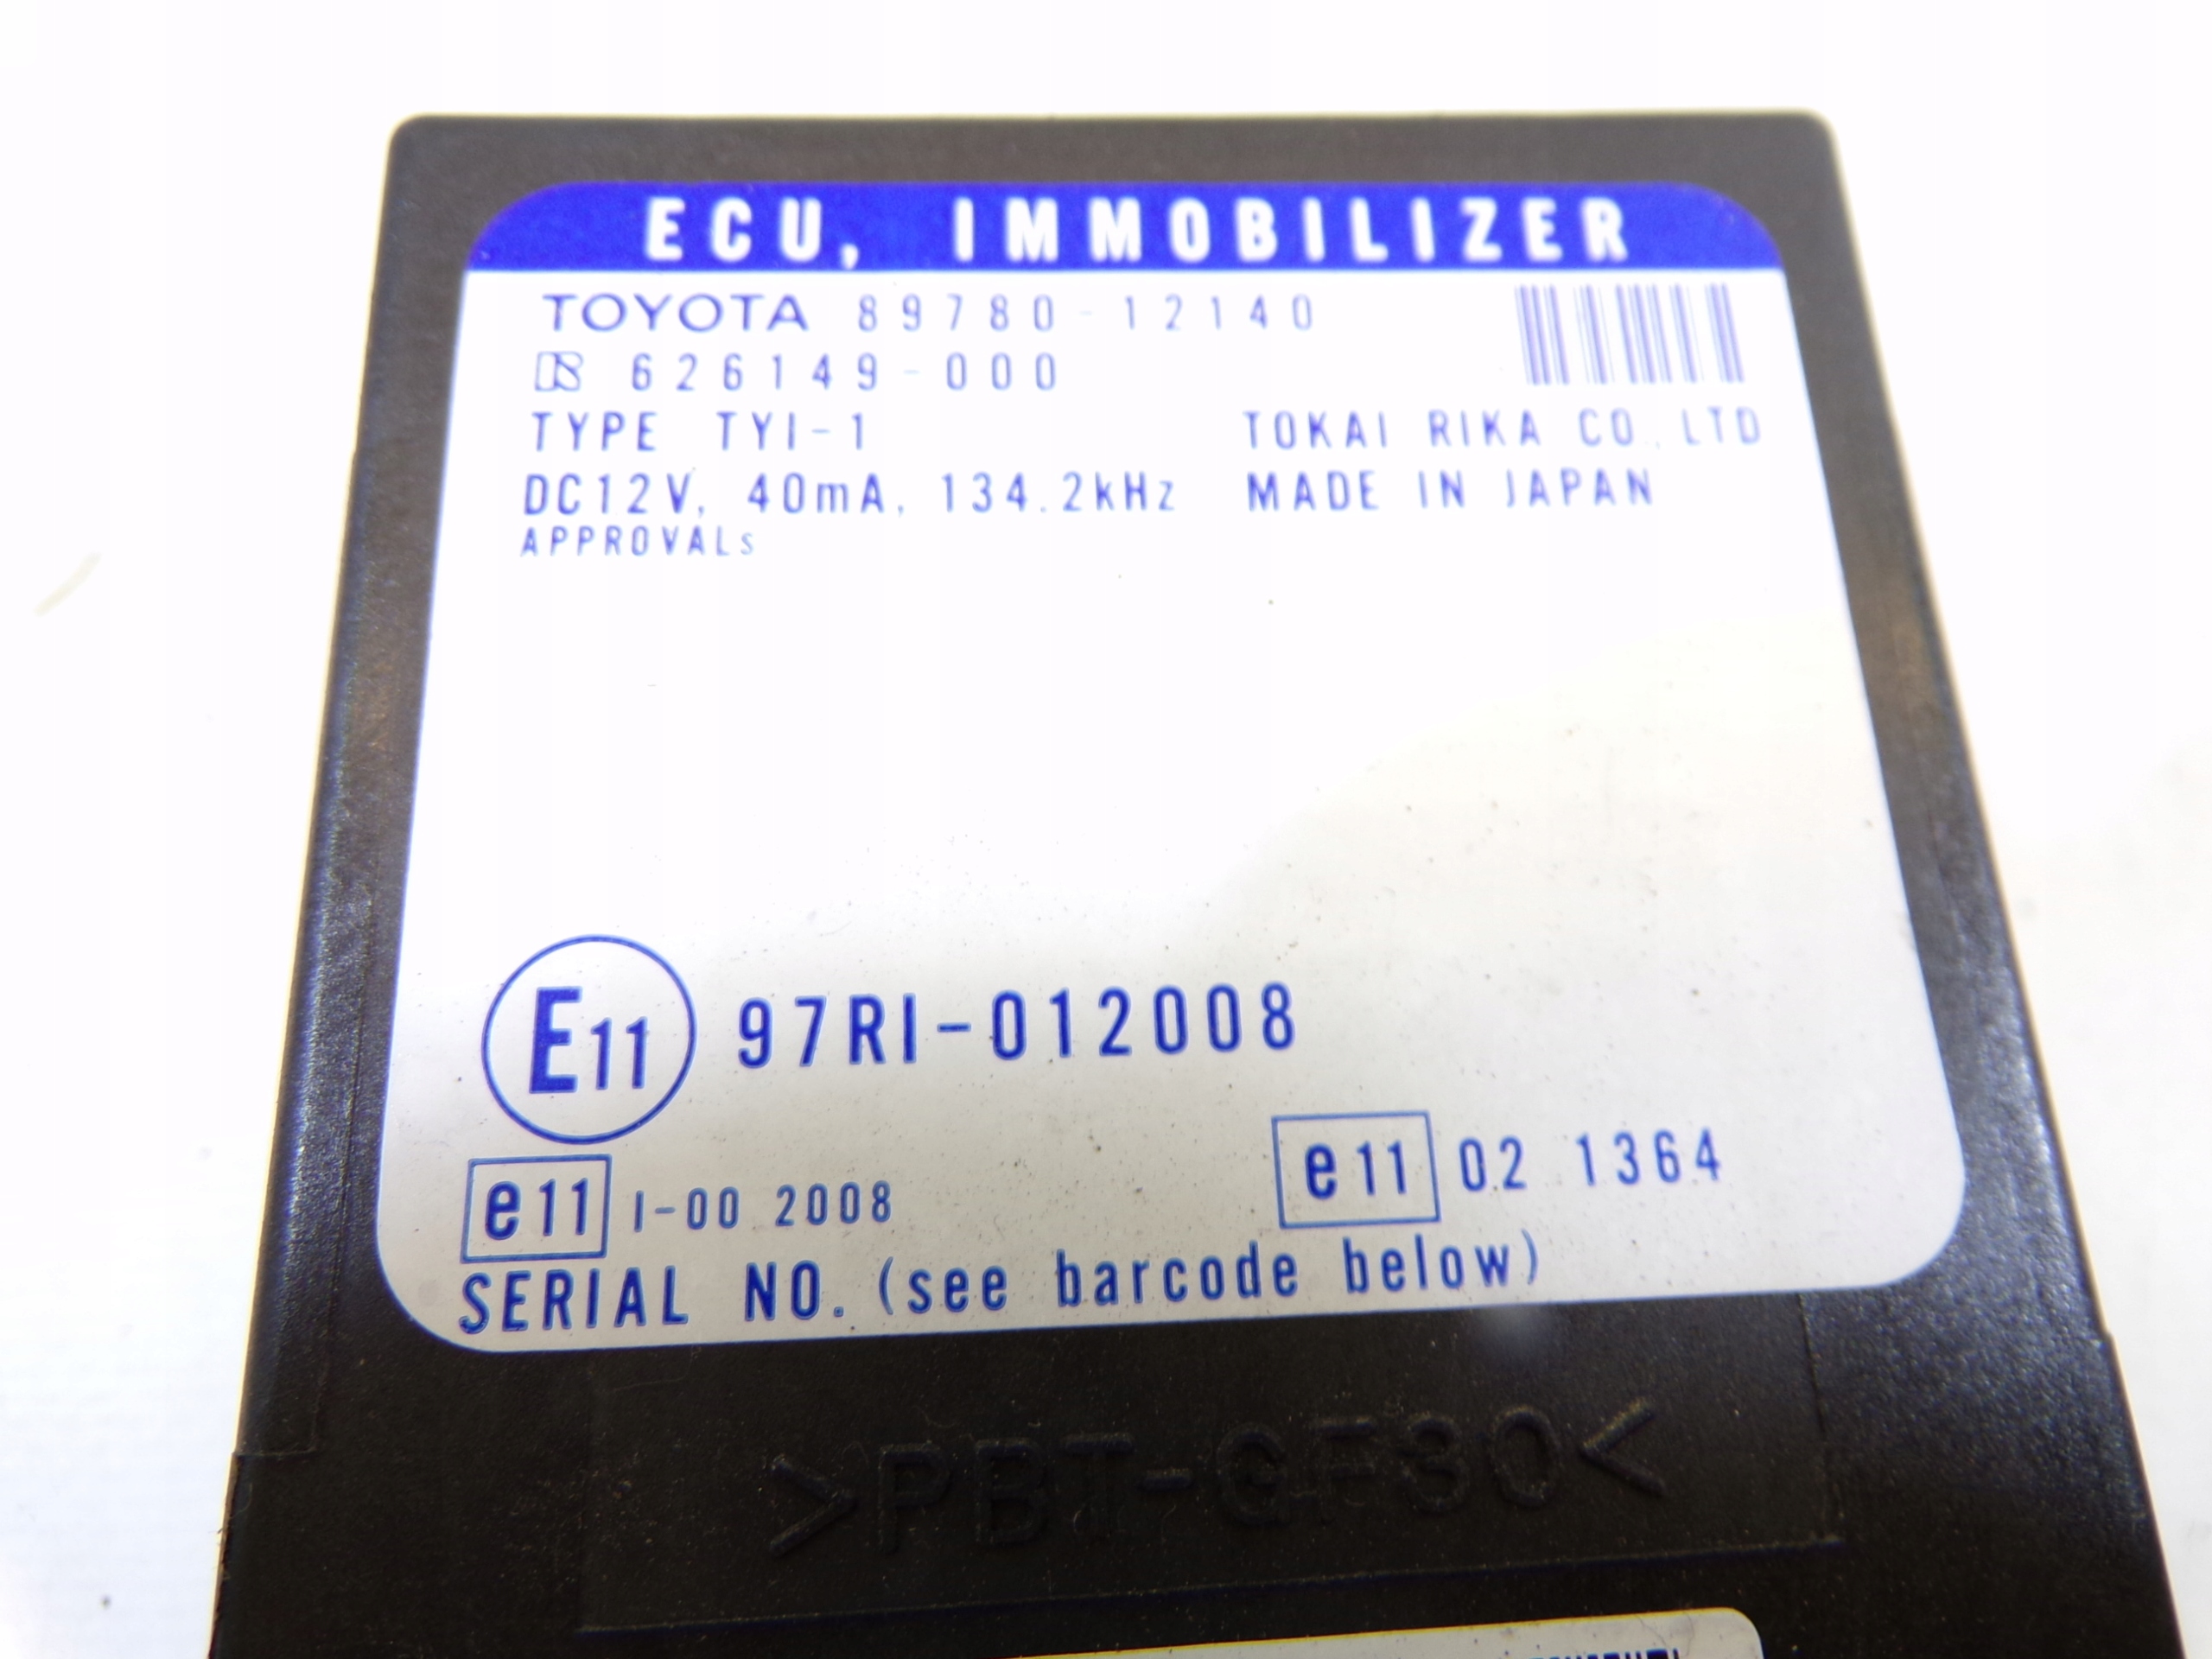 ECU, IMMOBILIZER
TOYOTA 89780-12140
626149-000
TYPE TYI-1
TOKAI RIKA CO., LTD
DC12V, 40mA, 134.2kHz
MADE IN JAPAN
APPROVALs
E11 97RI-012008
e11 I-00 2008
e11 02 1364
SERIAL NO. (see barcode below)
>PBT-GF30<